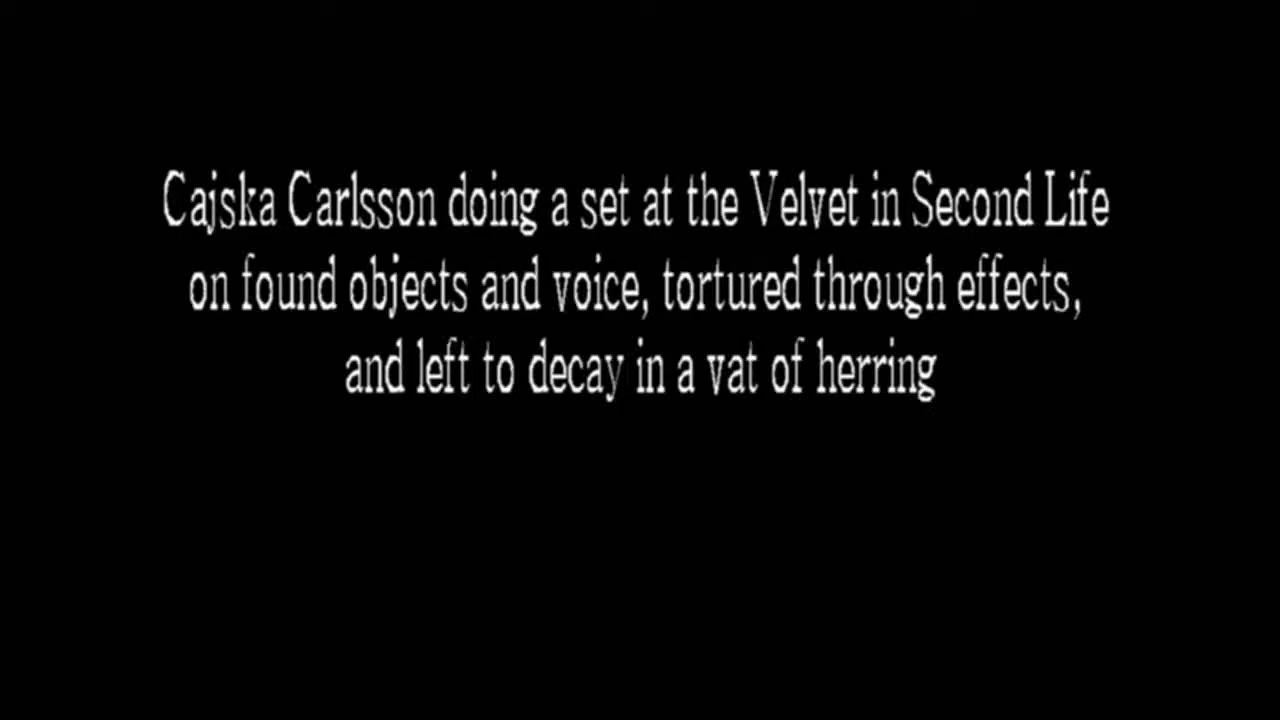 Cajska Carlsson doing a set at the Velvet in Second Life
on found objects and voice, tortured through effects,
and left to decay in a vat of herring